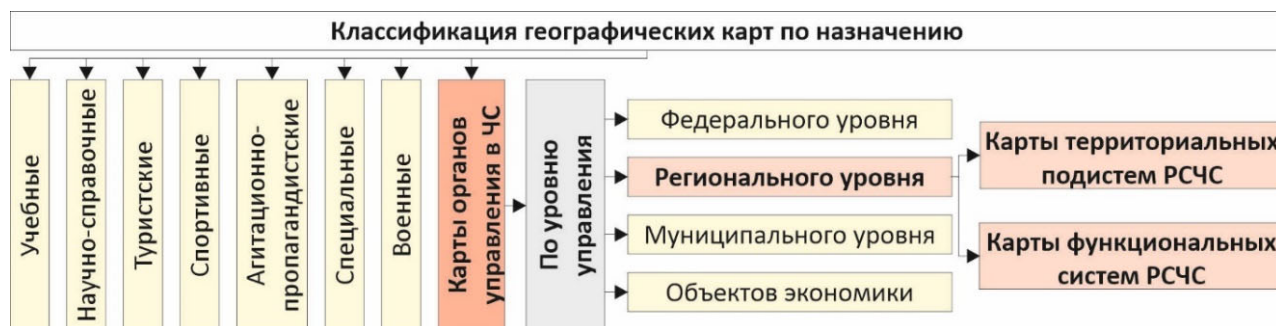 Классификация географических карт по назначению
Учебные
Научно-справочные
Туристские
Спортивные
Агитационно-
пропагандистские
Специальные
Военные
Карты органов
управления в ЧС
По уровню
управления
Федерального уровня
Регионального уровня
Муниципального уровня
Объектов экономики
Карты территориальных
подистем РСЧС
Карты функциональных
систем РСЧС